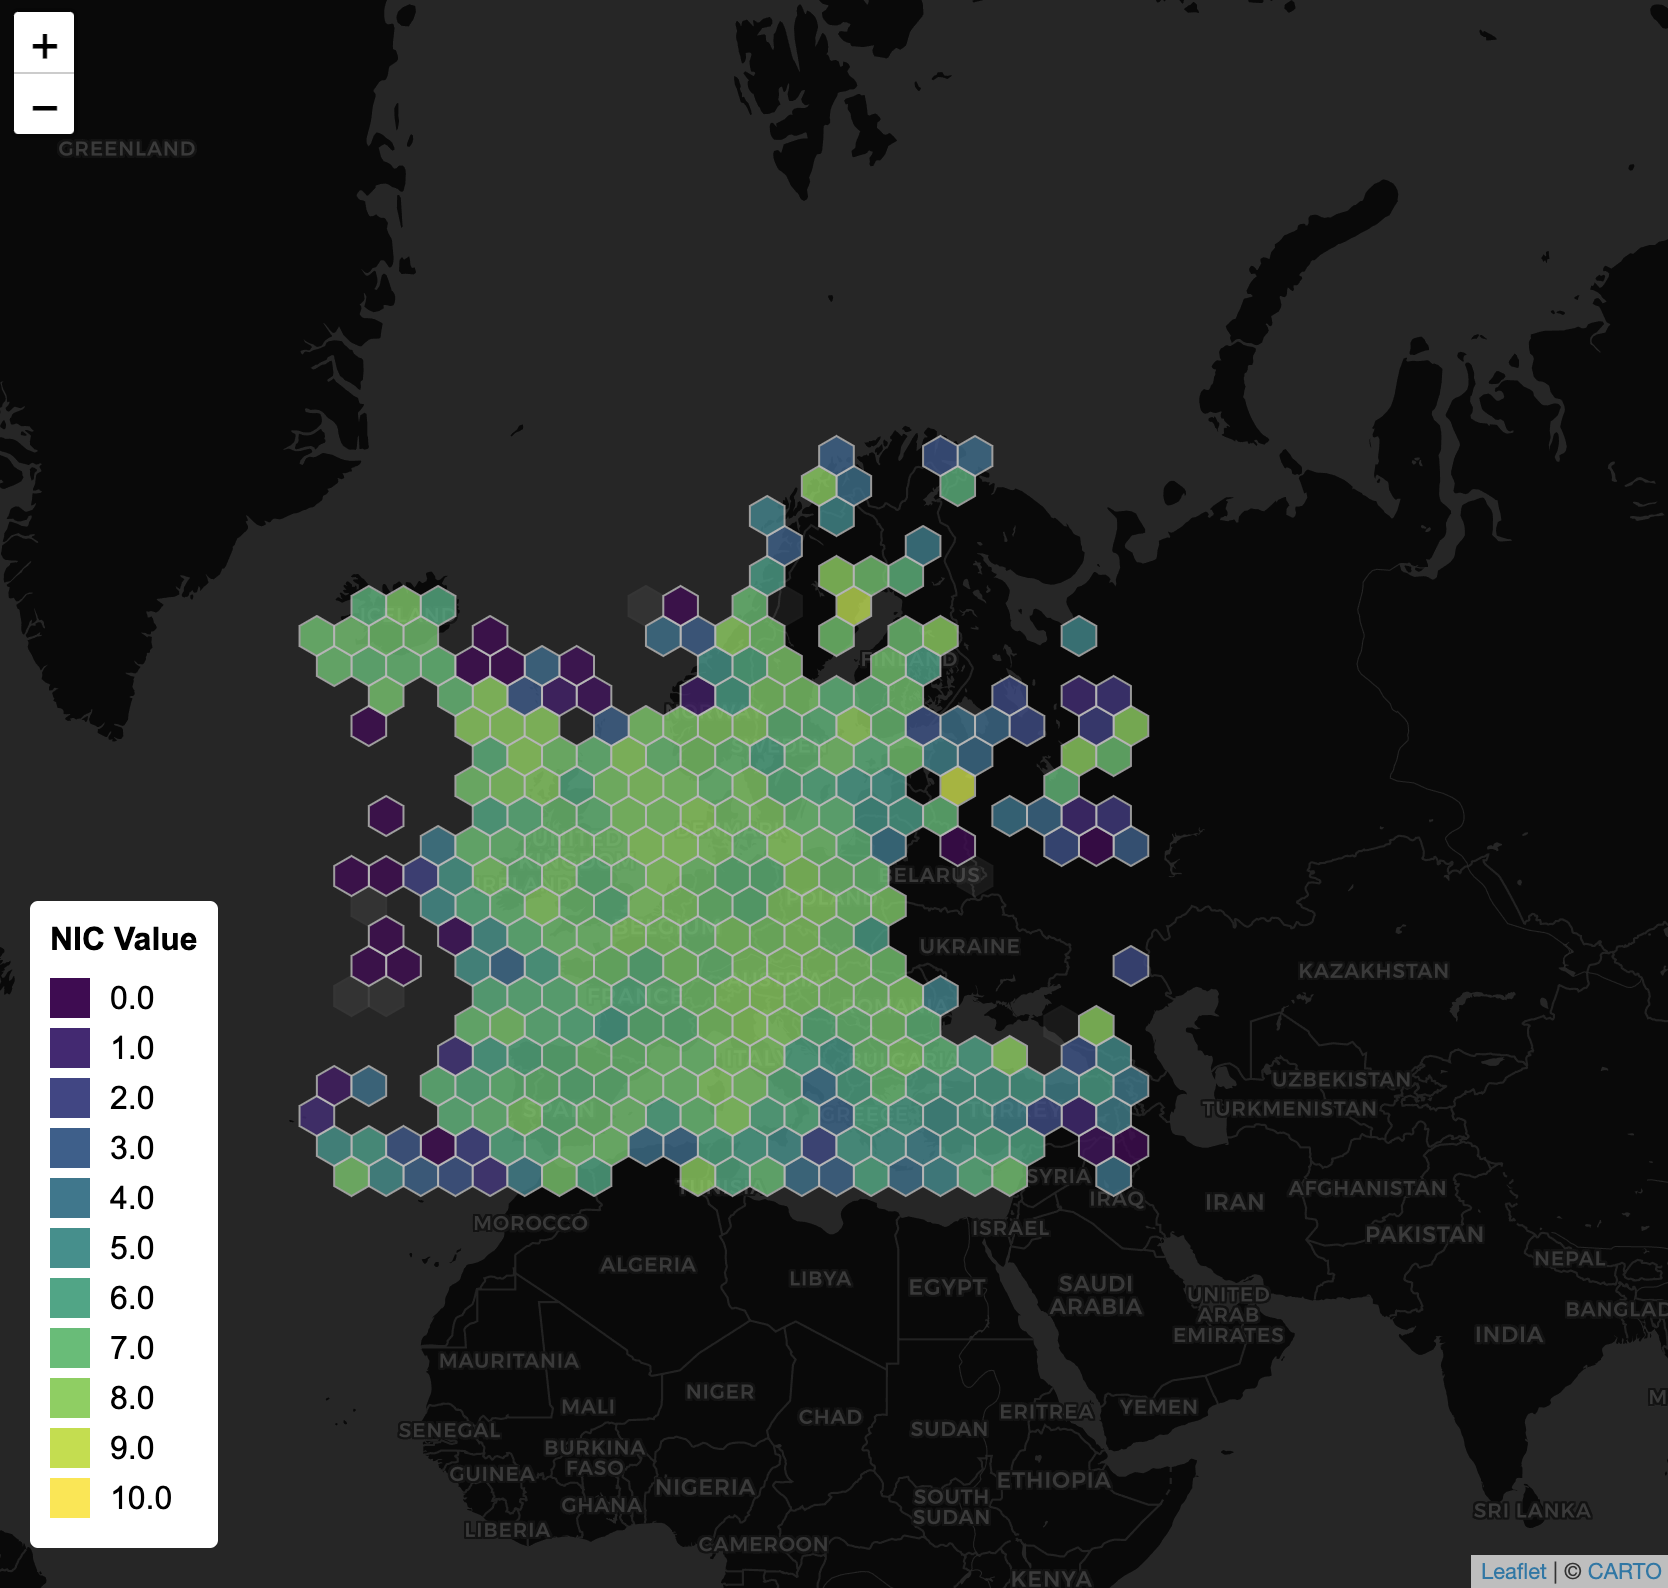 +
−
GREENLAND
ICELAND
FINLAND
NORWAY
SWEDEN
DENMARK
UNITED
KINGDOM
IRELAND
BELARUS
POLAND
BELGIUM
UKRAINE
KAZAKHSTAN
AUSTRIA
FRANCE
ROMANIA
ITALY
BULGARIA
UZBEKISTAN
SPAIN
GREECE
TURKEY
TURKMENISTAN
TUNISIA
SYRIA
IRAQ
IRAN
AFGHANISTAN
MOROCCO
ISRAEL
PAKISTAN
ALGERIA
LIBYA
EGYPT
SAUDI
ARABIA
NEPAL
UNITED
ARAB
EMIRATES
BANGLAD
INDIA
MAURITANIA
NIGER
MALI
CHAD
ERITREA
YEMEN
M
SENEGAL
SUDAN
BURKINA
FASO
GUINEA
NIGERIA
ETHIOPIA
GHANA
SOUTH
SUDAN
SRI LANKA
LIBERIA
CAMEROON
KENYA
NIC Value
0.0
1.0
2.0
3.0
4.0
5.0
6.0
7.0
8.0
9.0
10.0
Leaflet | © CARTO